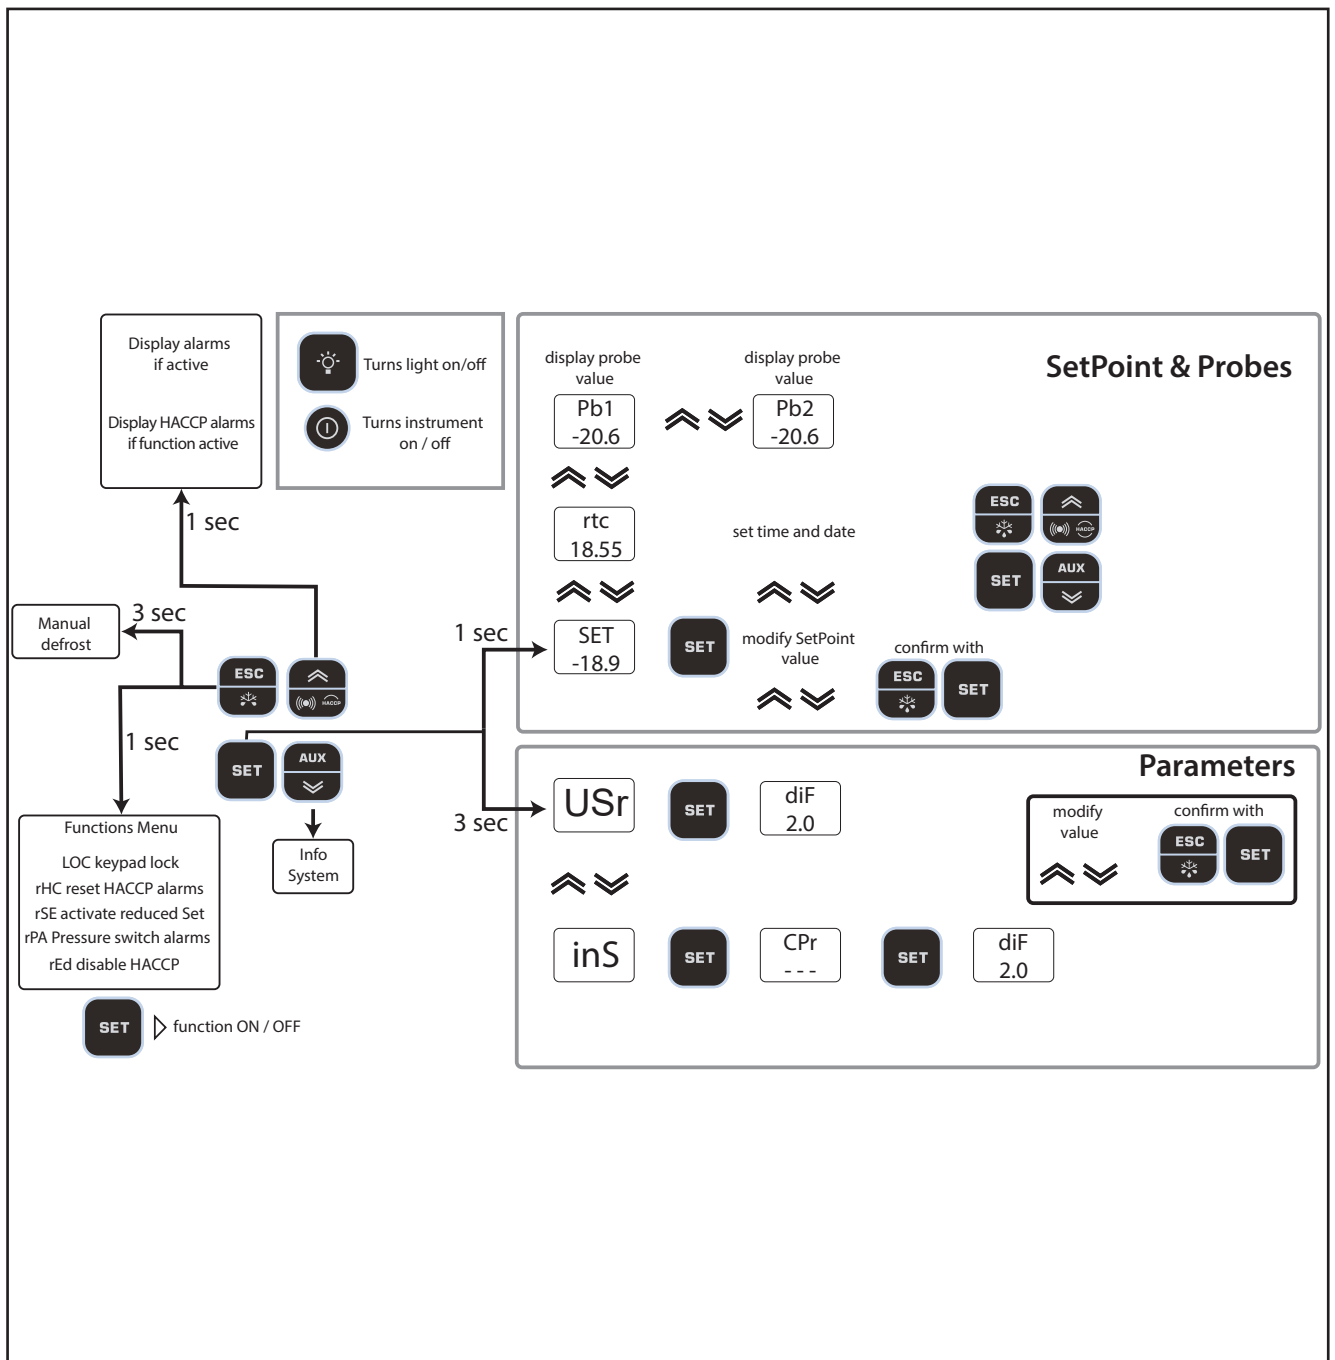 Display alarms
if active
Display HACCP alarms
if function active
1 sec
Turns light on/off
Turns instrument
on / off
Manual
defrost
3 sec
ESC
HACCP
1 sec
SET
AUX
Functions Menu
LOC keypad lock
rHC reset HACCP alarms
rSE activate reduced Set
rPA Pressure switch alarms
rEd disable HACCP
SET
function ON / OFF
Info
System
1 sec
3 sec
SetPoint & Probes
display probe
value
Pb1
-20.6
display probe
value
Pb2
-20.6
rtc
18.55
set time and date
ESC
HACCP
SET
AUX
SET
-18.9
SET
modify SetPoint
value
confirm with
ESC
SET
Parameters
USr
SET
diF
2.0
modify
value
confirm with
ESC
SET
inS
SET
CPr
- - -
SET
diF
2.0